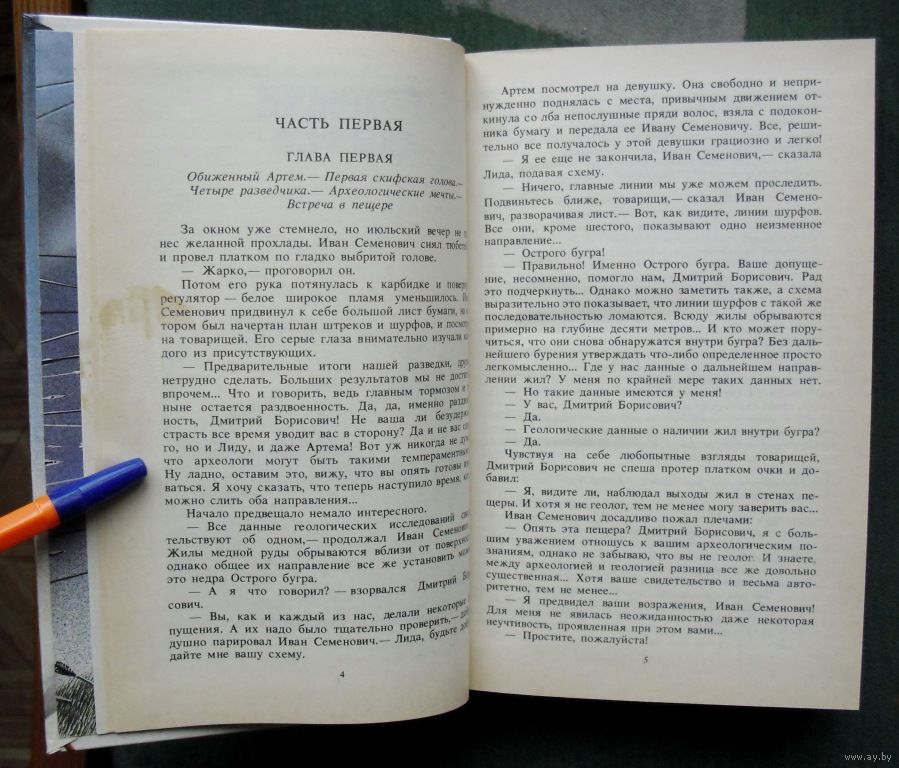 ЧАСТЬ ПЕРВАЯ
ГЛАВА ПЕРВАЯ
Обиженный Артем.— Первая скифская голова.—
Четыре разведчика.— Археологические мечты.—
Встреча в пещере
За окном уже стемнело, но июльский вечер не
нес желанной прохлады. Иван Семенович снял
и провел платком по гладко выбритой голове.
— Жарко,— проговорил он.
Потом его рука потянулась к карбидке и
регулятор — белое широкое пламя уменьшилось.
Семенович придвинул к себе большой лист бумаги,
тором был начертан план штреков и шурфов, и
на товарищей. Его серые глаза внимательно изучали
дого из присутствующих.
— Предварительные итоги нашей разведки,
нетрудно сделать. Больших результатов мы не
впрочем... Что и говорить, ведь главным тормозом и
ныне остается раздвоенность. Да, да, именно
ность, Дмитрий Борисович! Не ваша ли
страсть все время уводит вас в сторону? Да и не вас
го, но и Лиду, и даже Артема! Вот уж никогда не
что археологи могут быть такими
Ну ладно, оставим это, вижу, что вы опять готовы
ваться. Я хочу сказать, что теперь наступило время,
можно слить оба направления...
Начало предвещало немало интересного.
— Все данные геологических исследований
тельствуют об одном,— продолжал Иван Семенович.
Жилы медной руды обрываются вблизи от
однако общее их направление все же установить
это недра Острого бугра.
— А я что говорил? — взорвался Дмитрий
сович.
— Вы, как и каждый из нас, делали некоторые
пущения. А их надо было тщательно проверить,—
душно парировал Иван Семенович.— Лида, будьте
дайте мне вашу схему.
4
Артем посмотрел на девушку. Она свободно и непри-
нужденно поднялась с места, привычным движением от-
кинула со лба непослушные пряди волос, взяла с подокон-
ника бумагу и передала ее Ивану Семеновичу. Все, реши-
тельно все получалось у этой девушки грациозно и легко!
— Я ее еще не закончила, Иван Семенович,— сказала
Лида, подавая схему.
— Ничего, главные линии мы уже можем проследить.
Подвиньтесь ближе, товарищи,— сказал Иван Семено-
вич, разворачивая лист.— Вот, как видите, линии шурфов.
Все они, кроме шестого, показывают одно неизменное
направление...
— Острого бугра!
— Правильно! Именно Острого бугра. Ваше допуще-
ние, несомненно, помогло нам, Дмитрий Борисович. Рад
это подчеркнуть... Однако можно заметить также, а схема
выразительно это показывает, что линии шурфов с такой же
последовательностью ломаются. Всюду жилы обрываются
примерно на глубине десяти метров... И кто может пору-
читься, что они снова обнаружатся внутри бугра? Без даль-
нейшего бурения утверждать что-либо определенное просто
легкомысленно... Где у нас данные о дальнейшем направ-
лении жил? У меня по крайней мере таких данных нет.
— Но такие данные имеются у меня!
— У вас, Дмитрий Борисович?
— Да.
— Геологические данные о наличии жил внутри бугра?
— Да.
Чувствуя на себе любопытные взгляды товарищей,
Дмитрий Борисович не спеша протер платком очки и до-
бавил:
— Я, видите ли, наблюдал выходы жил в стенах пе-
щеры. И хотя я не геолог, тем не менее могу заверить вас...
Иван Семенович досадливо пожал плечами:
— Опять эта пещера? Дмитрий Борисович, я с боль-
шим уважением отношусь к вашим археологическим по-
знаниям, однако не забываю, что вы не геолог. И знаете,
между археологией и геологией разница все же довольно
существенная... Хотя ваше свидетельство и весьма авто-
ритетно, тем не менее...
— Я предвидел ваши возражения, Иван Семенович!
Для меня не явилась неожиданностью даже некоторая
неучтивость, проявленная при этом вами...
— Простите, пожалуйста!
5
www.ay.by